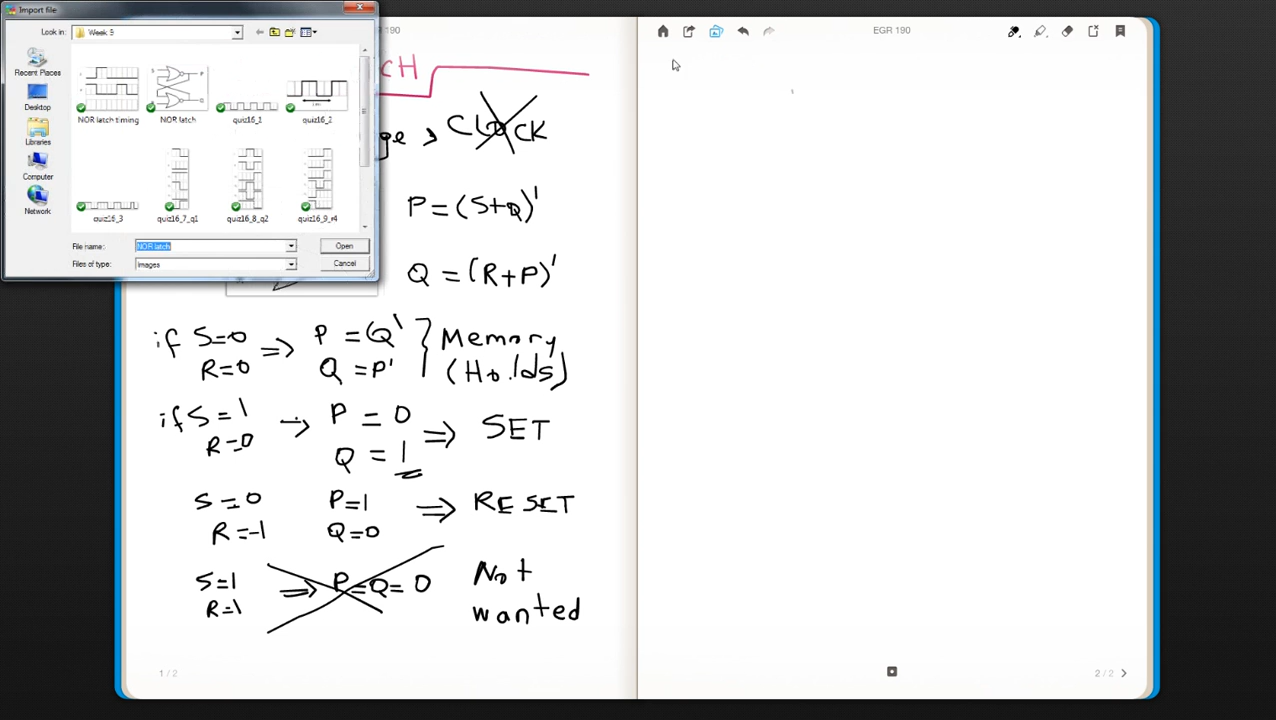 Import file
Look in: Week 9
Recent Places
Desktop
Libraries
Computer
Network
NOR latch timing
NOR latch
quiz16_1
quiz16_2
quiz16_3
quiz16_7_q1
quiz16_8_q2
quiz16_9_r4
File name: NOR latch
Open
Files of type: Images
Cancel
190
CH
ge > CLOCK
P = (S+Q)'
Q = (R+P)'
if S=0 => P = Q' } Memory
R=0 Q = P' (Holds)
if S = 1 → P = 0 => SET
R=0 Q = 1
S = 0 P=1 => RESET
R =1 Q=0
S=1 => P=Q= 0 Not
R=1 wanted
1 / 2
EGR 190
2 / 2